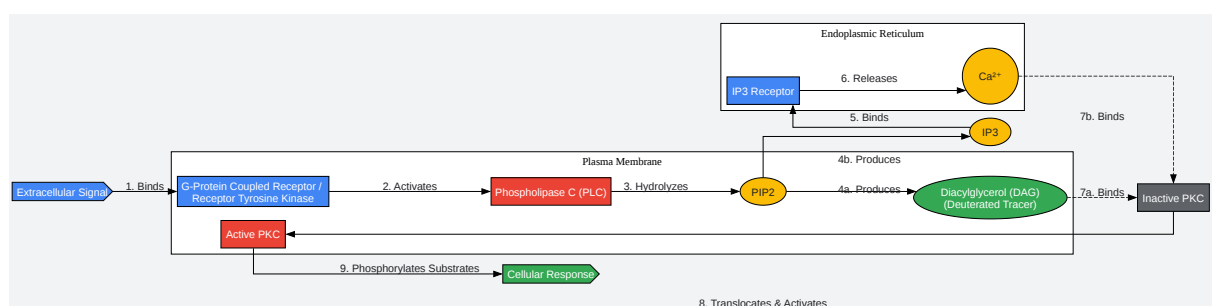 Endoplasmic Reticulum
Ca²⁺
6. Releases
IP3 Receptor
7b. Binds
5. Binds
IP3
Plasma Membrane
4b. Produces
Extracellular Signal
1. Binds
G-Protein Coupled Receptor /
Receptor Tyrosine Kinase
2. Activates
Phospholipase C (PLC)
3. Hydrolyzes
PIP2
4a. Produces
Diacylglycerol (DAG)
(Deuterated Tracer)
7a. Binds
Inactive PKC
Active PKC
9. Phosphorylates Substrates
Cellular Response
8. Translocates & Activates